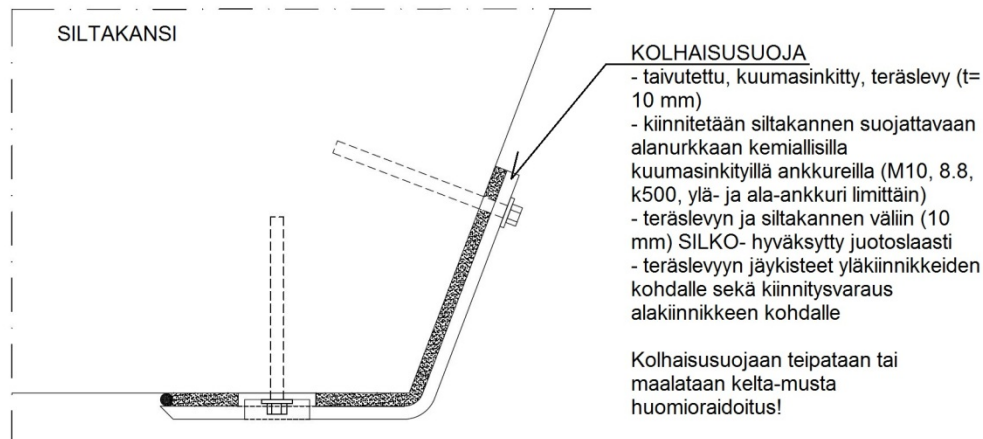 SILTAKANSI
KOLHAISUSUOJA
- taivutettu, kuumasinkitty, teräslevy (t=
10 mm)
- kiinnitetään siltakannen suojattavaan
alanurkkaan kemiallisilla
kuumasinkityillä ankkureilla (M10, 8.8,
k500, ylä- ja ala-ankkuri limittäin)
- teräslevyn ja siltakannen väliin (10
mm) SILKO- hyväksytty juotoslaasti
- teräslevyyn jäykisteet yläkiinnikkeiden
kohdalle sekä kiinnitysvaraus
alakiinnikkeen kohdalle
Kolhaisusuojaan teipataan tai
maalataan kelta-musta
huomioraidoitus!